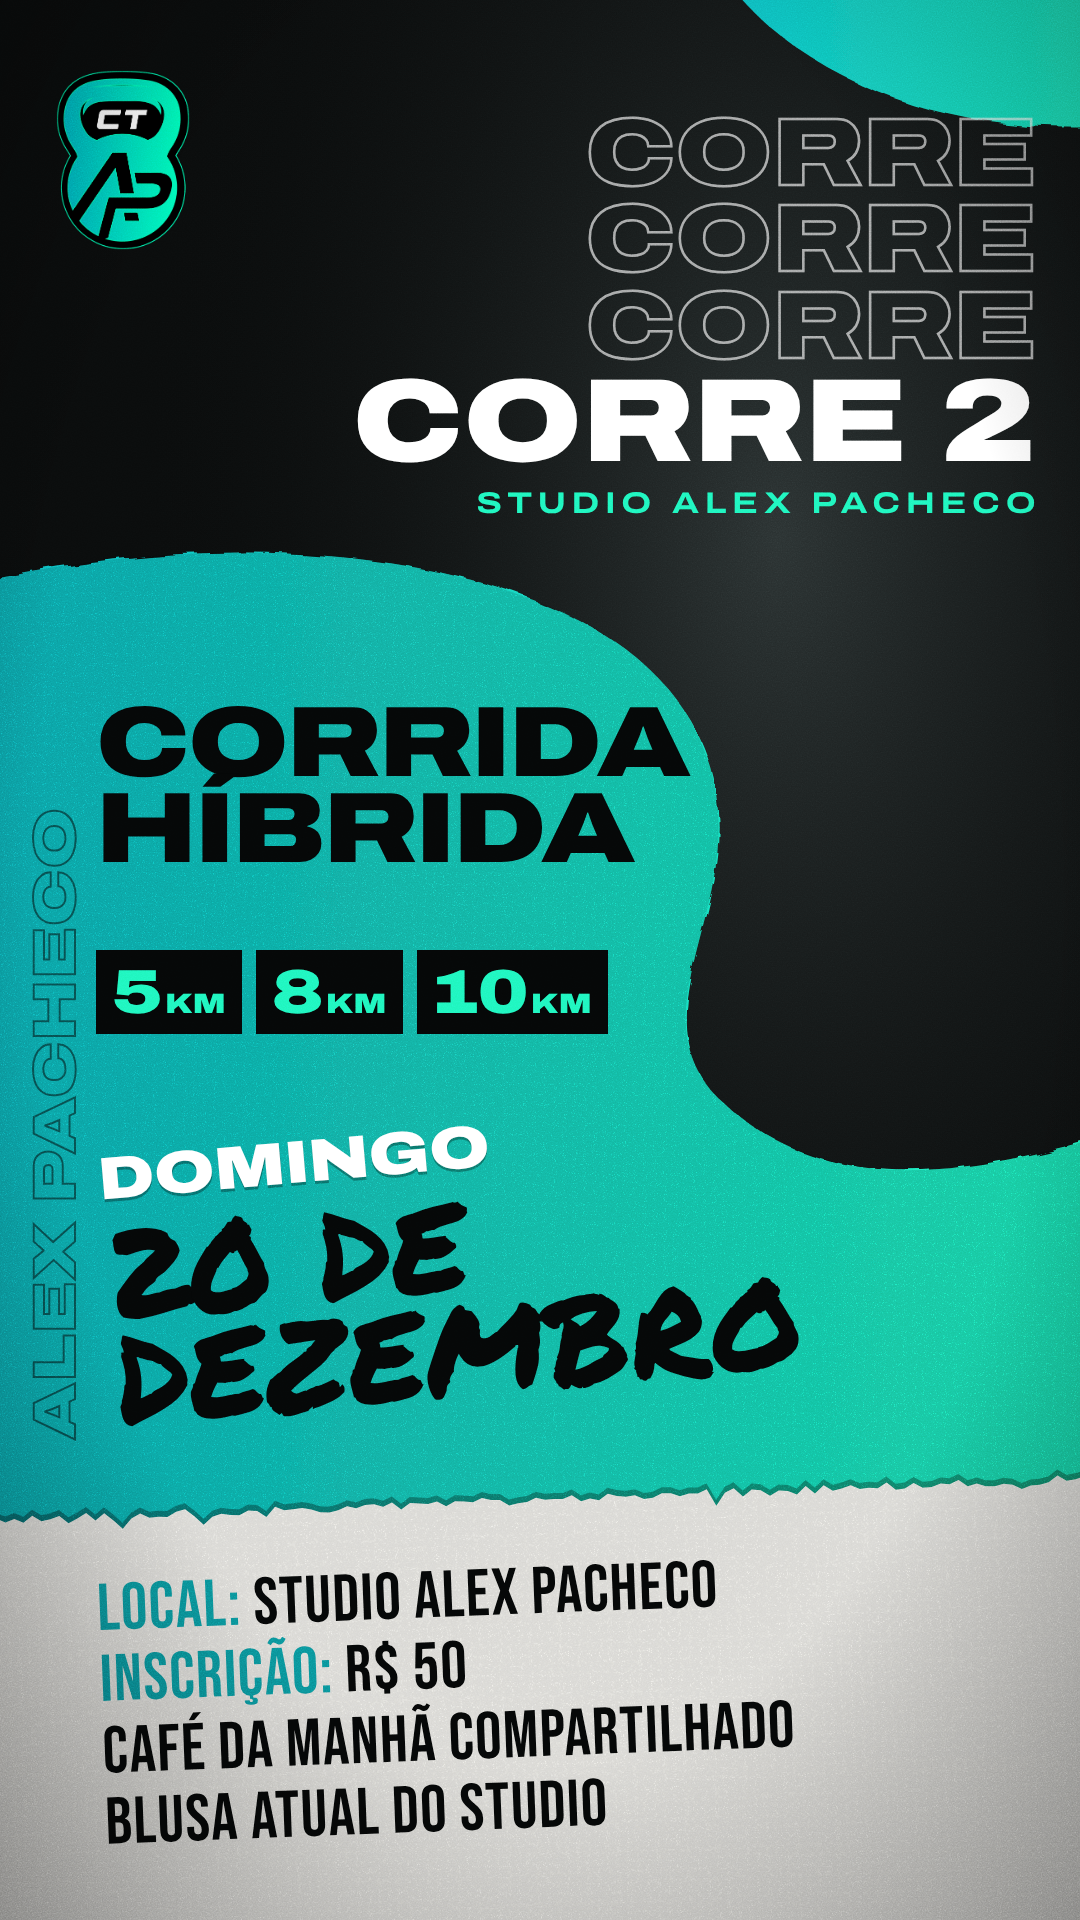 CT
AP
CORRE
CORRE
CORRE
CORRE 2
STUDIO ALEX PACHECO
CORRIDA
HÍBRIDA
5KM 8KM 10KM
ALEX PACHECO
DOMINGO
20 DE
DEZEMBRO
LOCAL: STUDIO ALEX PACHECO
INSCRIÇÃO: R$ 50
CAFÉ DA MANHÃ COMPARTILHADO
BLUSA ATUAL DO STUDIO